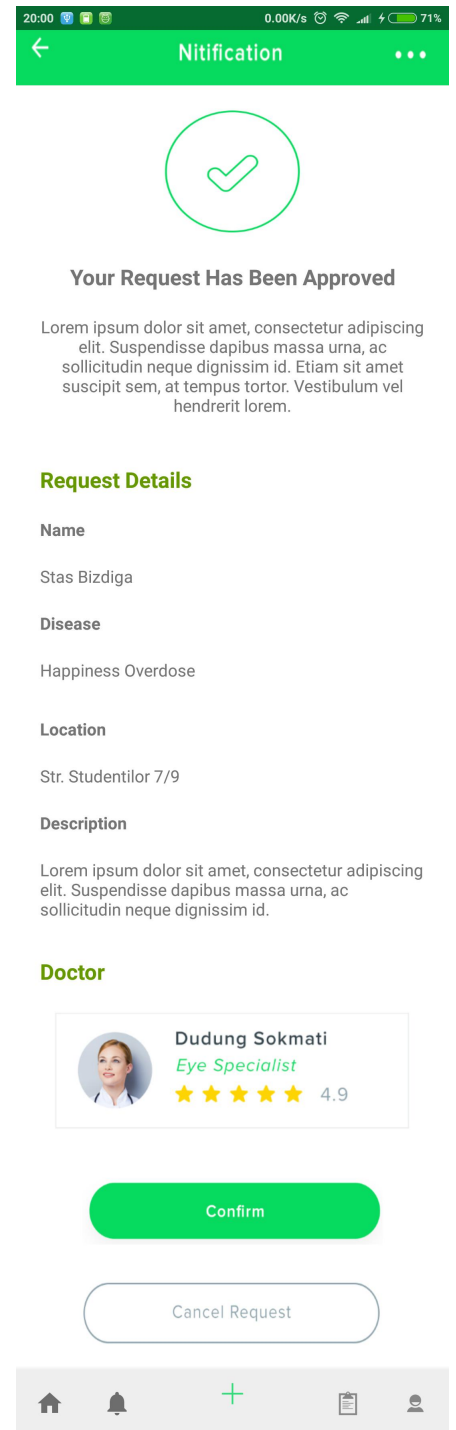 20:00 0.00K/s 71%
Nitification
Your Request Has Been Approved
Lorem ipsum dolor sit amet, consectetur adipiscing
elit. Suspendisse dapibus massa urna, ac
sollicitudin neque dignissim id. Etiam sit amet
suscipit sem, at tempus tortor. Vestibulum vel
hendrerit lorem.
Request Details
Name
Stas Bizdiga
Disease
Happiness Overdose
Location
Str. Studentilor 7/9
Description
Lorem ipsum dolor sit amet, consectetur adipiscing
elit. Suspendisse dapibus massa urna, ac
sollicitudin neque dignissim id.
Doctor
Dudung Sokmati
Eye Specialist
4.9
Confirm
Cancel Request